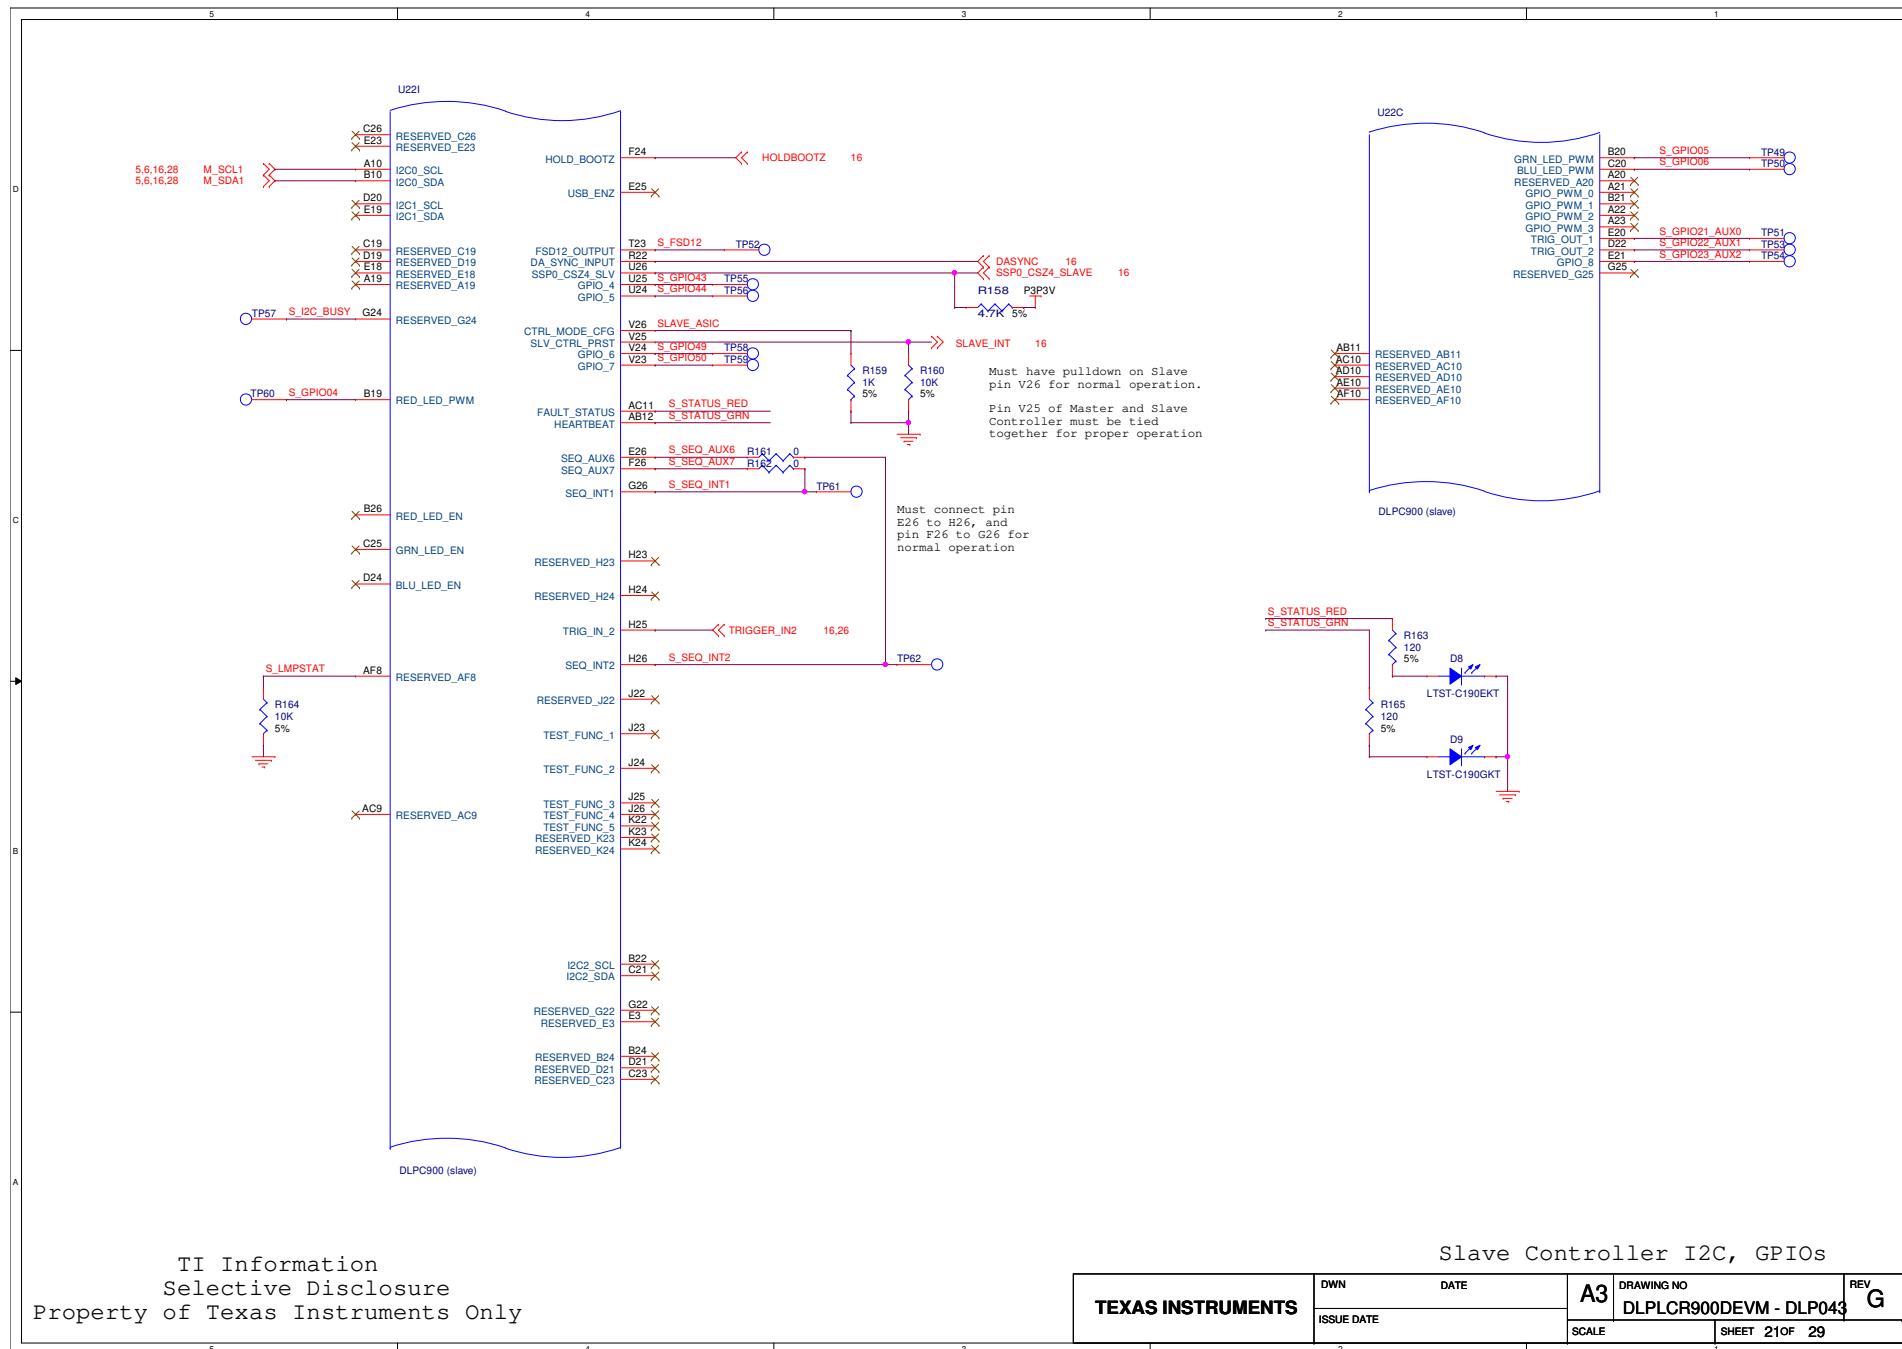 5 4 3 2 1
D
C
B
A
U22I
C26 RESERVED_C26
E23 RESERVED_E23
5,6,16,28 M_SCL1 A10 I2C0_SCL
5,6,16,28 M_SDA1 B10 I2C0_SDA
D20 I2C1_SCL
E19 I2C1_SDA
C19 RESERVED_C19
D19 RESERVED_D19
E18 RESERVED_E18
A19 RESERVED_A19
TP57 S_I2C_BUSY G24 RESERVED_G24
TP60 S_GPIO04 B19 RED_LED_PWM
B26 RED_LED_EN
C25 GRN_LED_EN
D24 BLU_LED_EN
S_LMPSTAT AF8 RESERVED_AF8
R164
10K
5%
AC9 RESERVED_AC9
HOLD_BOOTZ F24 HOLDBOOTZ 16
USB_ENZ E25
FSD12_OUTPUT T23 S_FSD12 TP52
DA_SYNC_INPUT R22 DASYNC 16
SSP0_CSZ4_SLV U26 SSP0_CSZ4_SLAVE 16
GPIO_4 U25 S_GPIO43 TP55
GPIO_5 U24 S_GPIO44 TP56
R158 P3P3V
4.7K 5%
CTRL_MODE_CFG V26 SLAVE_ASIC
SLV_CTRL_PRST V25 SLAVE_INT 16
GPIO_6 V24 S_GPIO49 TP58
GPIO_7 V23 S_GPIO50 TP59
R159
1K
5%
R160
10K
5%
Must have pulldown on Slave
pin V26 for normal operation.
Pin V25 of Master and Slave
Controller must be tied
together for proper operation
FAULT_STATUS AC11 S_STATUS_RED
HEARTBEAT AB12 S_STATUS_GRN
SEQ_AUX6 E26 S_SEQ_AUX6 R161 0
SEQ_AUX7 F26 S_SEQ_AUX7 R162 0
SEQ_INT1 G26 S_SEQ_INT1 TP61
Must connect pin
E26 to H26, and
pin F26 to G26 for
normal operation
RESERVED_H23 H23
RESERVED_H24 H24
TRIG_IN_2 H25 TRIGGER_IN2 16,26
SEQ_INT2 H26 S_SEQ_INT2 TP62
RESERVED_J22 J22
TEST_FUNC_1 J23
TEST_FUNC_2 J24
TEST_FUNC_3 J25
TEST_FUNC_4 J26
TEST_FUNC_5 K22
RESERVED_K23 K23
RESERVED_K24 K24
I2C2_SCL B22
I2C2_SDA C21
RESERVED_G22 G22
RESERVED_E3 E3
RESERVED_B24 B24
RESERVED_D21 D21
RESERVED_C23 C23
DLPC900 (slave)
U22C
GRN_LED_PWM B20 S_GPIO05 TP49
BLU_LED_PWM C20 S_GPIO06 TP50
RESERVED_A20 A20
GPIO_PWM_0 A21
GPIO_PWM_1 B21
GPIO_PWM_2 A22
GPIO_PWM_3 A23
TRIG_OUT_1 E20 S_GPIO21_AUX0 TP51
TRIG_OUT_2 D22 S_GPIO22_AUX1 TP53
GPIO_8 E21 S_GPIO23_AUX2 TP54
RESERVED_G25 G25
AB11 RESERVED_AB11
AC10 RESERVED_AC10
AD10 RESERVED_AD10
AE10 RESERVED_AE10
AF10 RESERVED_AF10
DLPC900 (slave)
S_STATUS_RED
S_STATUS_GRN
R163
120
5%
D8
LTST-C190EKT
R165
120
5%
D9
LTST-C190GKT
TI Information
Selective Disclosure
Property of Texas Instruments Only
Slave Controller I2C, GPIOs
TEXAS INSTRUMENTS
DWN DATE
ISSUE DATE
A3
DRAWING NO
DLPLCR900DEVM - DLP043
REV
G
SCALE
SHEET 21OF 29
5 4 3 2 1